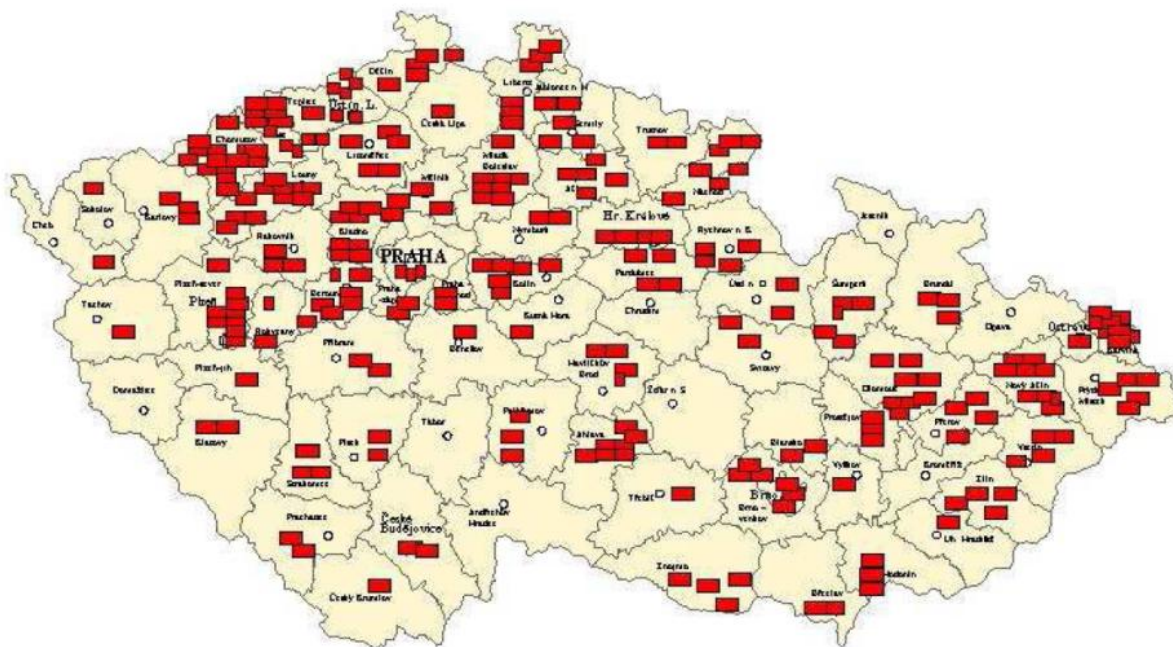 Děčín
Liberec
Jablonec n. N
Teplice
Ústí n. L.
Česká Lípa
Semily
Trutnov
Chomutov
Litoměřice
Mladá
Boleslav
Louny
Mělník
Jičín
Náchod
Sokolov
Karlovy
Cheb
Hr. Králové
Rychnov n. K
Jeseník
Kladno
Nymburk
Rakovník
PRAHA
Pardubice
Plzeň-sever
Kolín
Ústí n. O
Šumperk
Bruntál
Tachov
Plzeň
Beroun
Praha
Kutná Hora
Chrudim
Opava
Ostrava
Rokycany
Karviná
Příbram
Benešov
Svitavy
Plzeň-jih
Havlíčkův
Brod
Olomouc
Nový Jičín
Frýdek
Místek
Domažlice
Žďár n. S
Klatovy
Písek
Tábor
Pelhřimov
Jihlava
Prostějov
Přerov
Blansko
Vsetín
Strakonice
Vyškov
Kroměříž
Zlín
Třebíč
Brno
Brno -
venkov
Prachatice
České
Budějovice
Jindřichův
Hradec
Uh. Hradiště
Znojmo
Hodonín
Český Krumlov
Břeclav